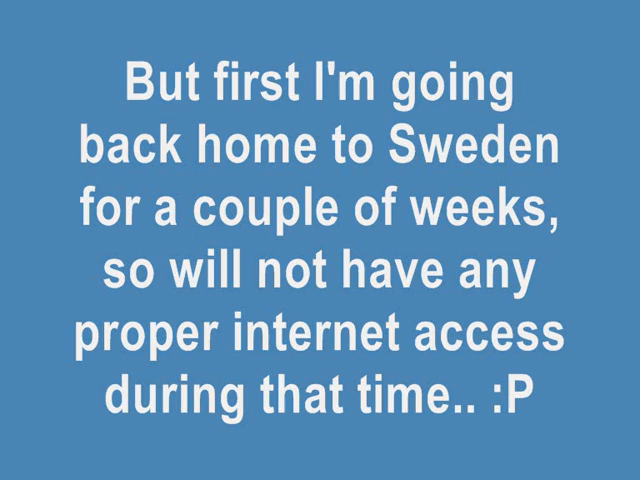 But first I'm going
back home to Sweden
for a couple of weeks,
so will not have any
proper internet access
during that time.. :P